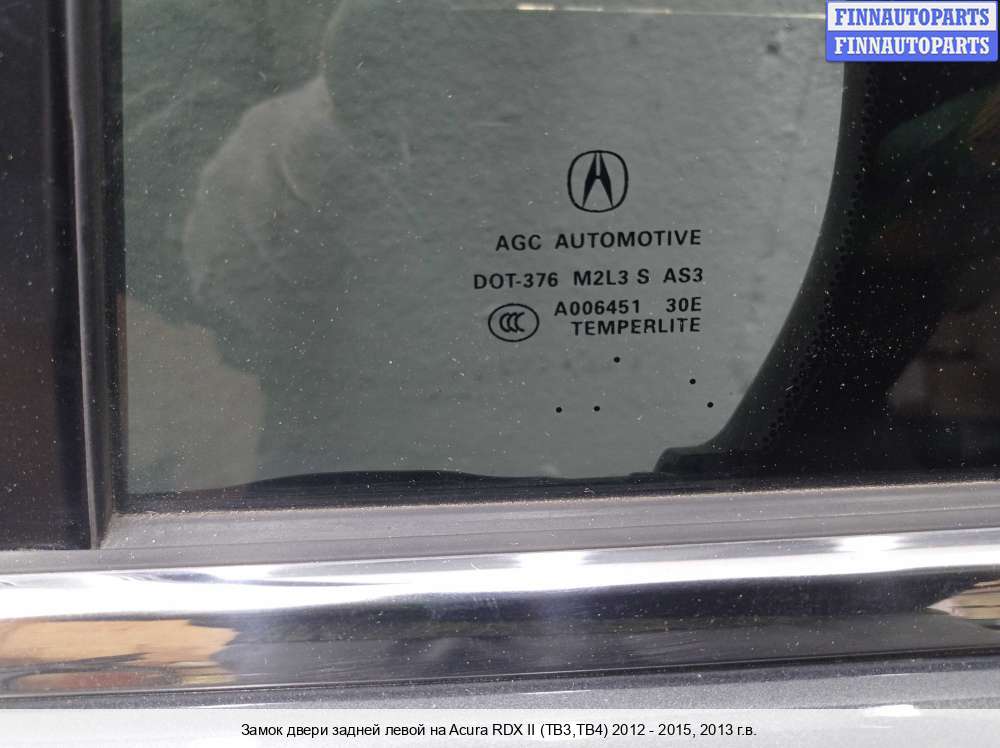 FINNAUTOPARTS
FINNAUTOPARTS
AGC AUTOMOTIVE
DOT-376 M2L3 S AS3
CCC A006451 30E
TEMPERLITE
Замок двери задней левой на Acura RDX II (TB3,TB4) 2012 - 2015, 2013 г.в.